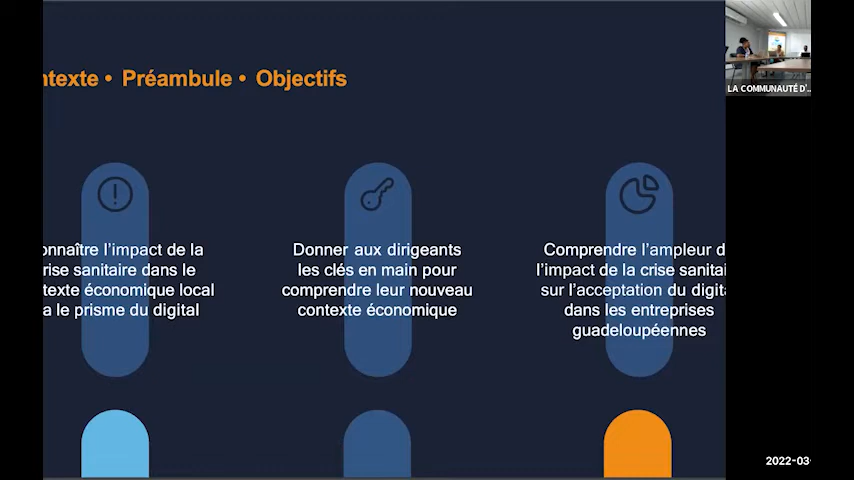 ntexte • Préambule • Objectifs
LA COMMUNAUTÉ D'...
onnaître l'impact de la
rise sanitaire dans le
texte économique local
a le prisme du digital
Donner aux dirigeants
les clés en main pour
comprendre leur nouveau
contexte économique
Comprendre l'ampleur d
l'impact de la crise sanitai
sur l'acceptation du digita
dans les entreprises
guadeloupéennes
2022-03